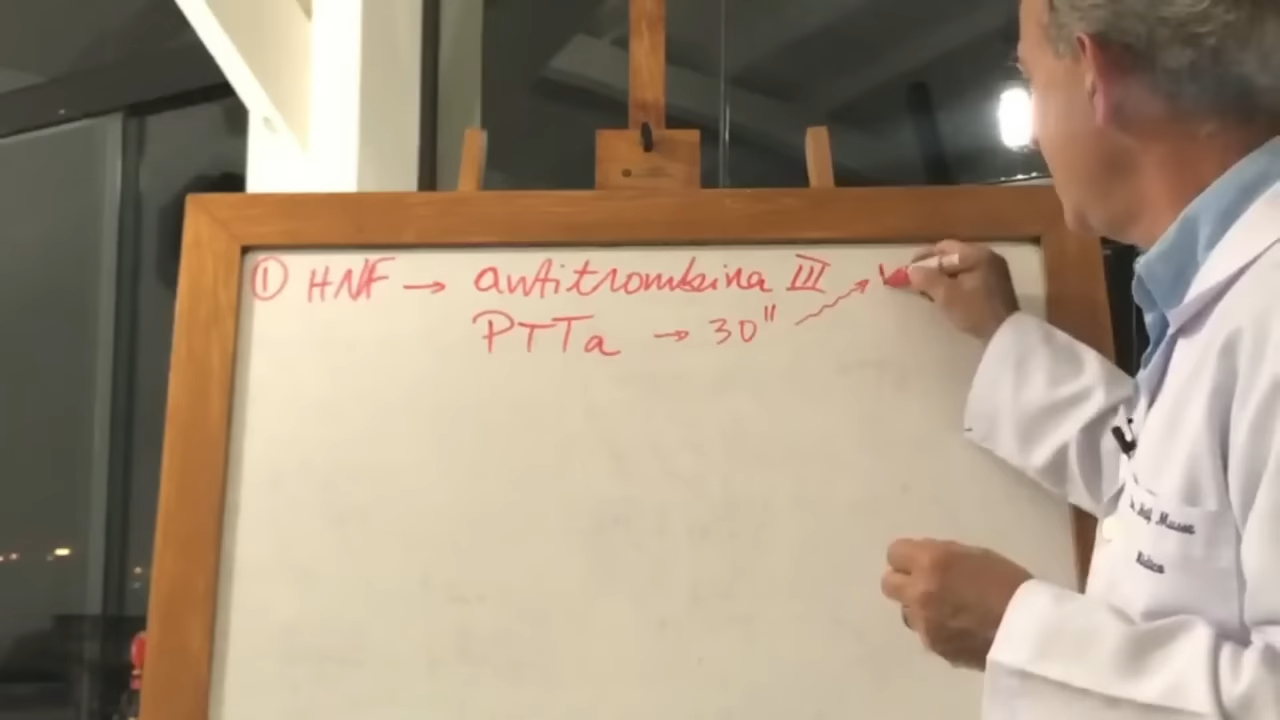 ① HNF → antitrombina III
PTTa → 30"